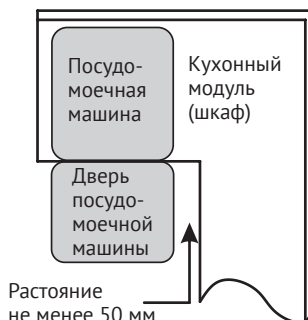 Посудо-
моечная
машина
Кухонный
модуль
(шкаф)
Дверь
посудо-
моечной
машины
Растояние
не менее 50 мм